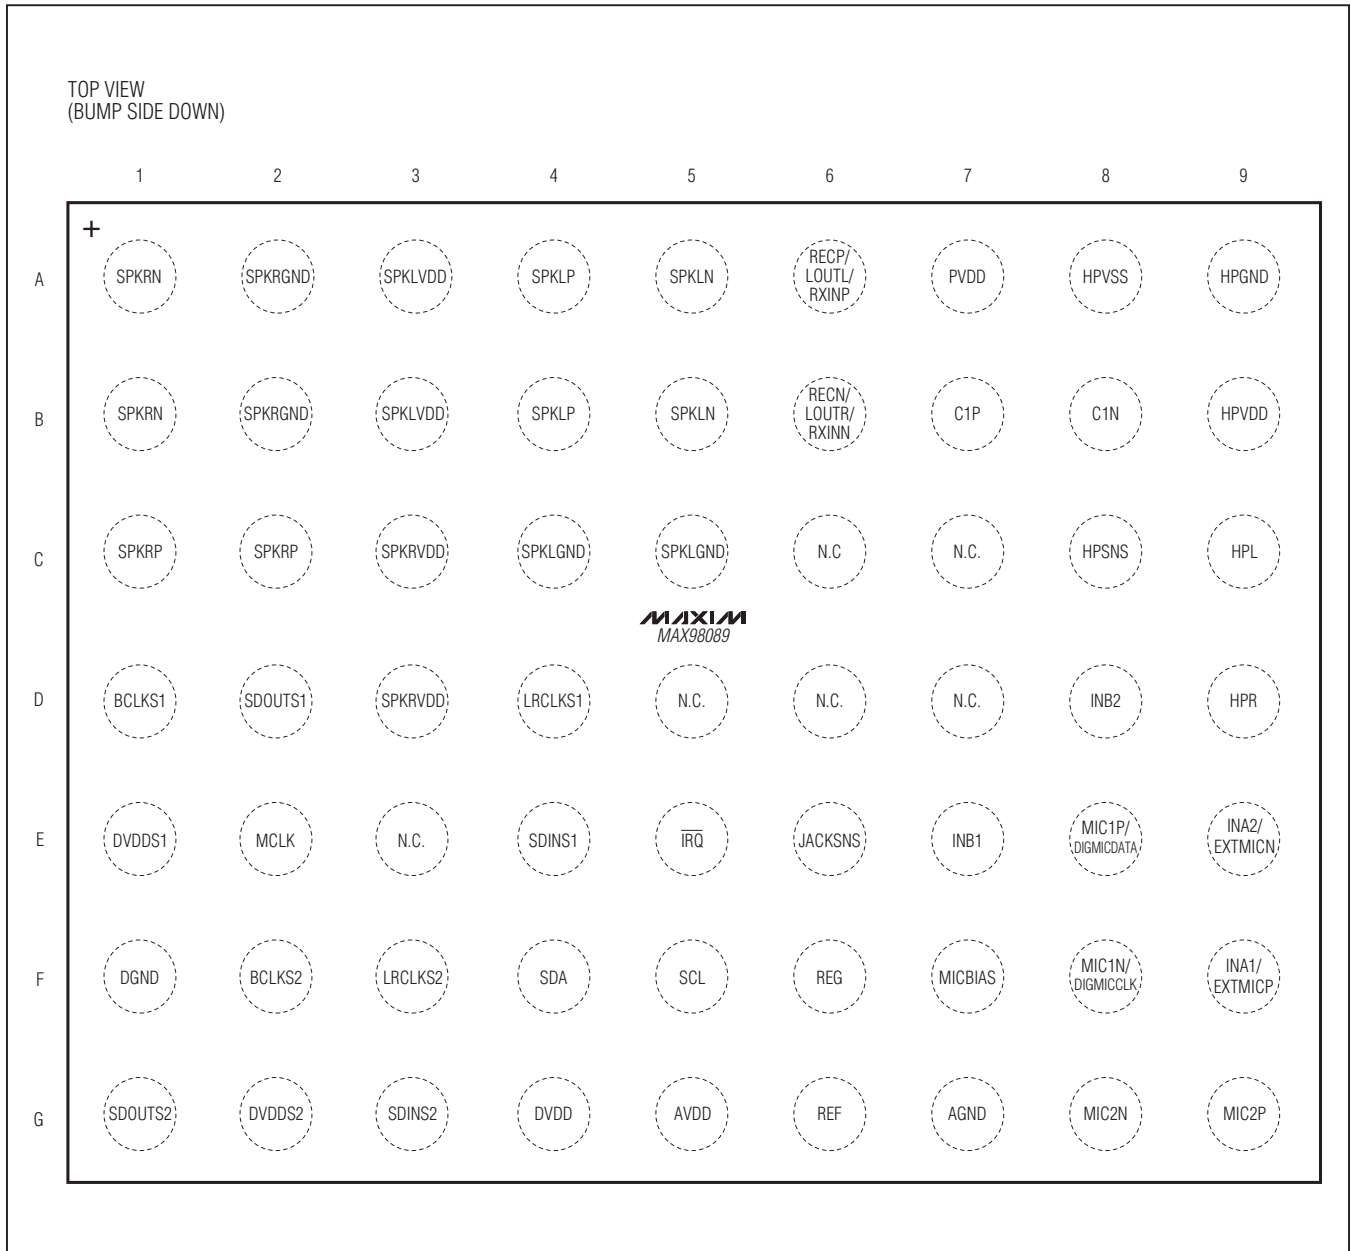 TOP VIEW
(BUMP SIDE DOWN)
1 2 3 4 5 6 7 8 9
+
A SPKRN SPKRGND SPKLVDD SPKLP SPKLN RECP/ LOUTL/ RXINP PVDD HPVSS HPGND
B SPKRN SPKRGND SPKLVDD SPKLP SPKLN RECN/ LOUTR/ RXINN C1P C1N HPVDD
C SPKRP SPKRP SPKRVDD SPKLGND SPKLGND N.C N.C. HPSNS HPL
MAXIM
MAX98089
D BCLKS1 SDOUTS1 SPKRVDD LRCLKS1 N.C. N.C. N.C. INB2 HPR
E DVDDS1 MCLK N.C. SDINS1 IRQ JACKSNS INB1 MIC1P/ DIGMICDATA INA2/ EXTMICN
F DGND BCLKS2 LRCLKS2 SDA SCL REG MICBIAS MIC1N/ DIGMICCLK INA1/ EXTMICP
G SDOUTS2 DVDDS2 SDINS2 DVDD AVDD REF AGND MIC2N MIC2P